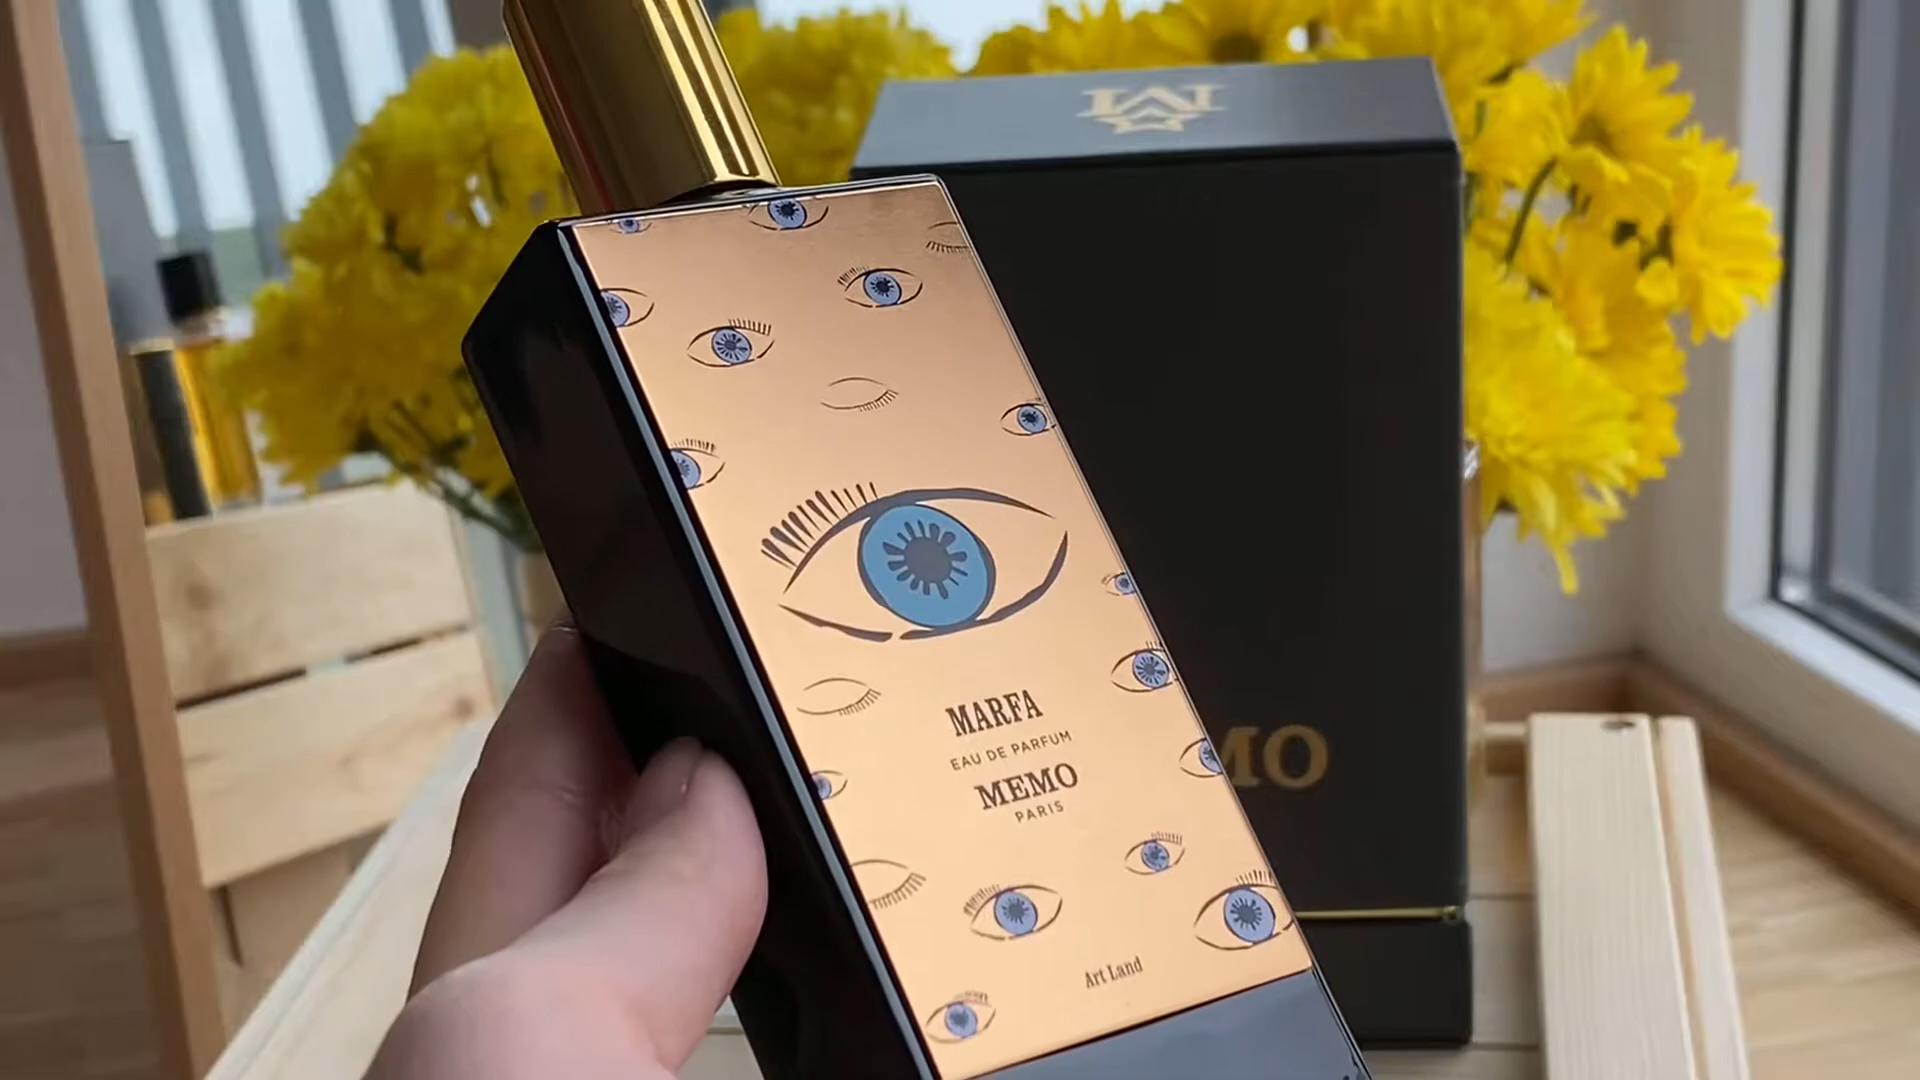 MARFA
EAU DE PARFUM
MEMO
PARIS
Art Land
MO